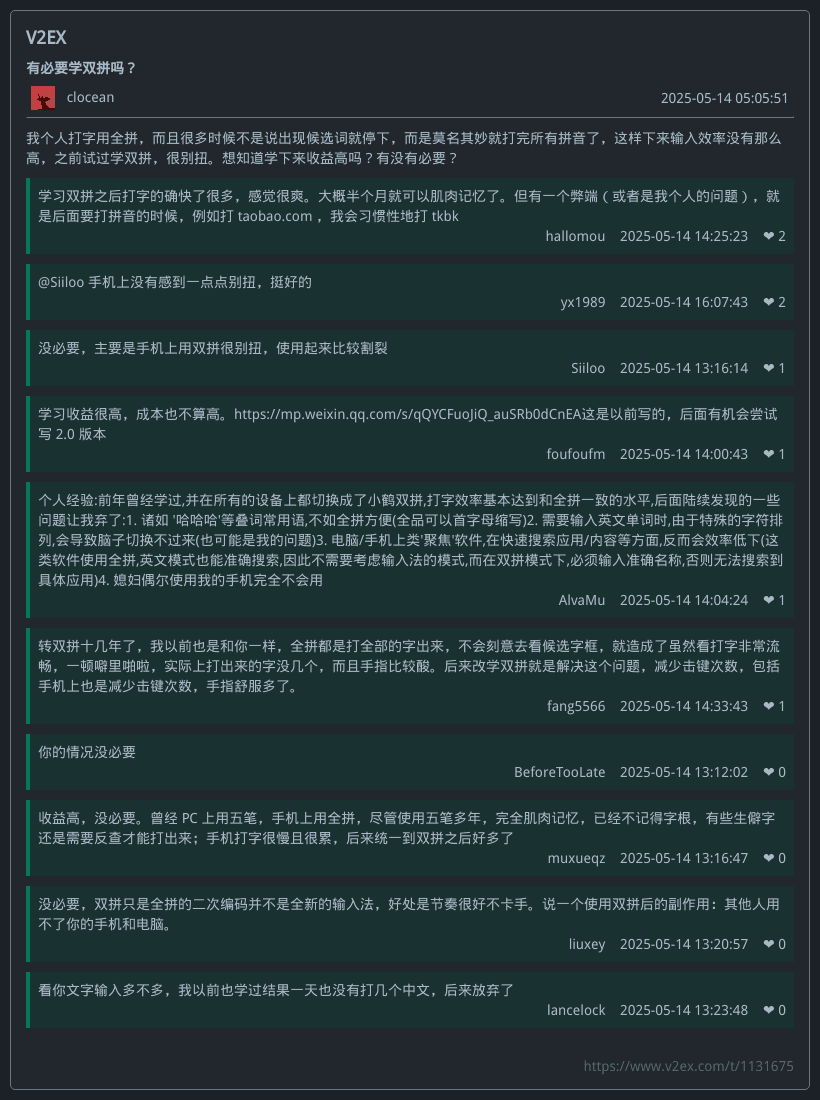 V2EX
有必要学双拼吗？
clocean
2025-05-14 05:05:51
我个人打字用全拼，而且很多时候不是说出现候选词就停下，而是莫名其妙就打完所有拼音了，这样下来输入效率没有那么
高，之前试过学双拼，很别扭。想知道学下来收益高吗？有没有必要？
学习双拼之后打字的确快了很多，感觉很爽。大概半个月就可以肌肉记忆了。但有一个弊端（或者是我个人的问题），就
是后面要打拼音的时候，例如打 taobao.com ，我会习惯性地打 tkbk
hallomou 2025-05-14 14:25:23 ❤ 2
@Siiloo 手机上没有感到一点点别扭，挺好的
yx1989 2025-05-14 16:07:43 ❤ 2
没必要，主要是手机上用双拼很别扭，使用起来比较割裂
Siiloo 2025-05-14 13:16:14 ❤ 1
学习收益很高，成本也不算高。https://mp.weixin.qq.com/s/qQYCFuoJiQ_auSRb0dCnEA这是以前写的，后面有机会尝试
写 2.0 版本
foufoufm 2025-05-14 14:00:43 ❤ 1
个人经验:前年曾经学过,并在所有的设备上都切换成了小鹤双拼,打字效率基本达到和全拼一致的水平,后面陆续发现的一些
问题让我弃了:1. 诸如 '哈哈哈'等叠词常用语,不如全拼方便(全品可以首字母缩写)2. 需要输入英文单词时,由于特殊的字符排
列,会导致脑子切换不过来(也可能是我的问题)3. 电脑/手机上类'聚焦'软件,在快速搜索应用/内容等方面,反而会效率低下(这
类软件使用全拼,英文模式也能准确搜索,因此不需要考虑输入法的模式,而在双拼模式下,必须输入准确名称,否则无法搜索到
具体应用)4. 媳妇偶尔使用我的手机完全不会用
AlvaMu 2025-05-14 14:04:24 ❤ 1
转双拼十几年了，我以前也是和你一样，全拼都是打全部的字出来，不会刻意去看候选字框，就造成了虽然看打字非常流
畅，一顿噼里啪啦，实际上打出来的字没几个，而且手指比较酸。后来改学双拼就是解决这个问题，减少击键次数，包括
手机上也是减少击键次数，手指舒服多了。
fang5566 2025-05-14 14:33:43 ❤ 1
你的情况没必要
BeforeTooLate 2025-05-14 13:12:02 ❤ 0
收益高，没必要。曾经 PC 上用五笔，手机上用全拼，尽管使用五笔多年，完全肌肉记忆，已经不记得字根，有些生僻字
还是需要反查才能打出来；手机打字很慢且很累，后来统一到双拼之后好多了
muxueqz 2025-05-14 13:16:47 ❤ 0
没必要，双拼只是全拼的二次编码并不是全新的输入法，好处是节奏很好不卡手。说一个使用双拼后的副作用：其他人用
不了你的手机和电脑。
liuxey 2025-05-14 13:20:57 ❤ 0
看你文字输入多不多，我以前也学过结果一天也没有打几个中文，后来放弃了
lancelock 2025-05-14 13:23:48 ❤ 0
https://www.v2ex.com/t/1131675